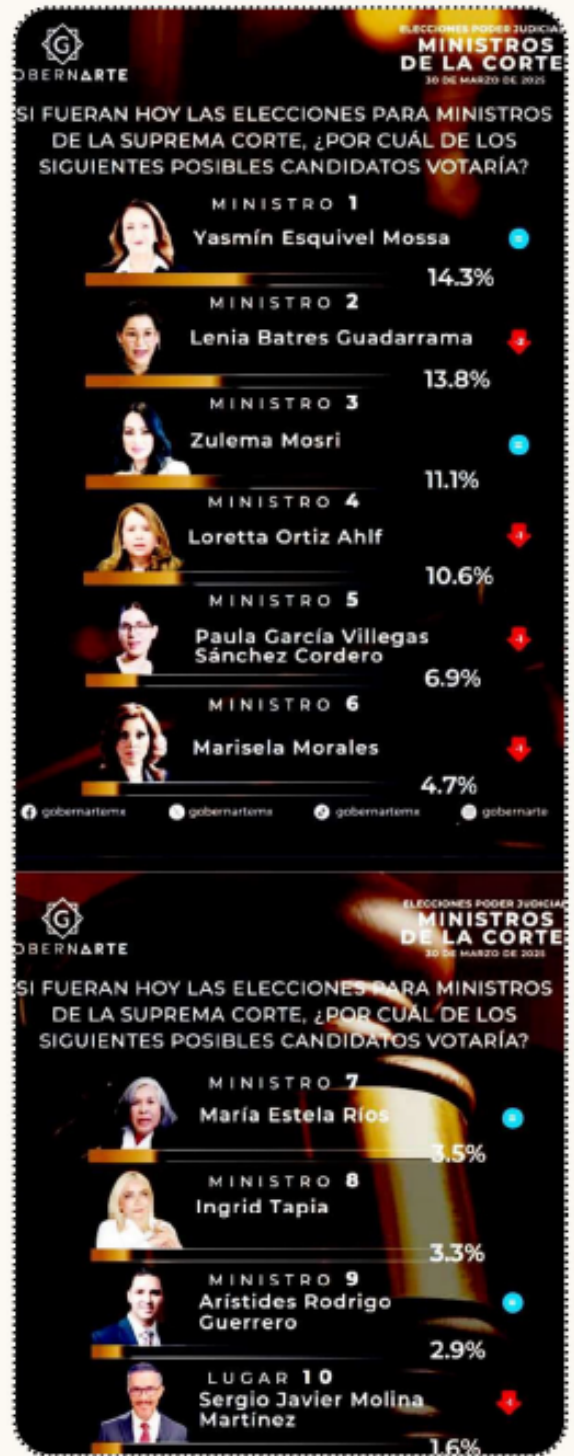 G
OBERNARTE
ELECCIONES PODER JUDICIAL
MINISTROS
DE LA CORTE
30 DE MARZO DE 2025
SI FUERAN HOY LAS ELECCIONES PARA MINISTROS
DE LA SUPREMA CORTE, ¿POR CUÁL DE LOS
SIGUIENTES POSIBLES CANDIDATOS VOTARÍA?
MINISTRO 1
Yasmín Esquivel Mossa
=
14.3%
MINISTRO 2
Lenia Batres Guadarrama
-2
13.8%
MINISTRO 3
Zulema Mosri
=
11.1%
MINISTRO 4
Loretta Ortiz Ahlf
-1
10.6%
MINISTRO 5
Paula García Villegas
Sánchez Cordero
-1
6.9%
MINISTRO 6
Marisela Morales
-1
4.7%
gobernartemx gobernartemx gobernartemx gobernarte
G
OBERNARTE
ELECCIONES PODER JUDICIAL
MINISTROS
DE LA CORTE
30 DE MARZO DE 2025
SI FUERAN HOY LAS ELECCIONES PARA MINISTROS
DE LA SUPREMA CORTE, ¿POR CUÁL DE LOS
SIGUIENTES POSIBLES CANDIDATOS VOTARÍA?
MINISTRO 7
María Estela Ríos
=
3.5%
MINISTRO 8
Ingrid Tapia
3.3%
MINISTRO 9
Arístides Rodrigo
Guerrero
=
2.9%
LUGAR 10
Sergio Javier Molina
Martínez
-1
1.6%